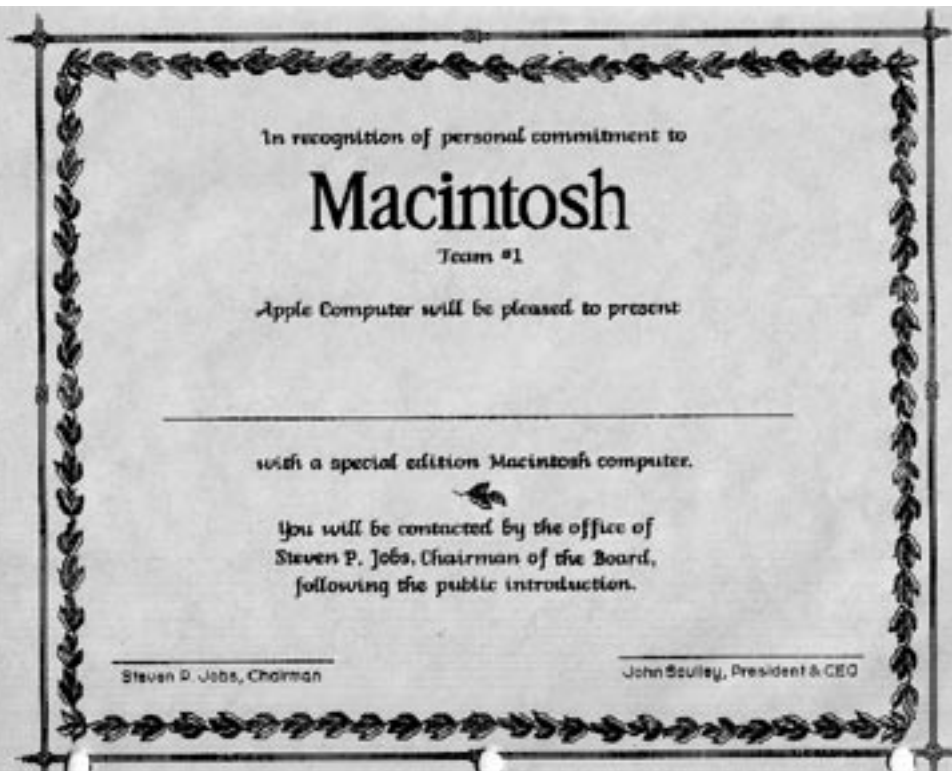 In recognition of personal commitment to
Macintosh
Team #1
Apple Computer will be pleased to present
with a special edition Macintosh computer.
You will be contacted by the office of
Steven P. Jobs, Chairman of the Board,
following the public introduction.
Steven P. Jobs, Chairman
John Sculley, President & CEO